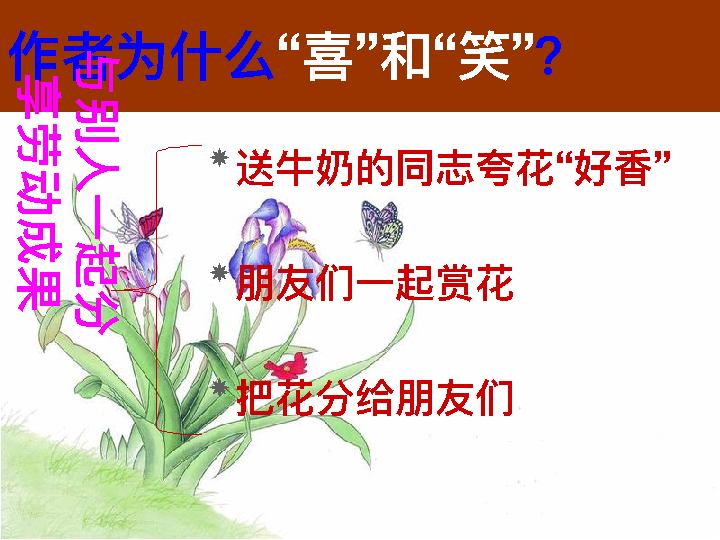 作者为什么“喜”和“笑”?
与别人一起分
享劳动成果
送牛奶的同志夸花“好香”
朋友们一起赏花
把花分给朋友们